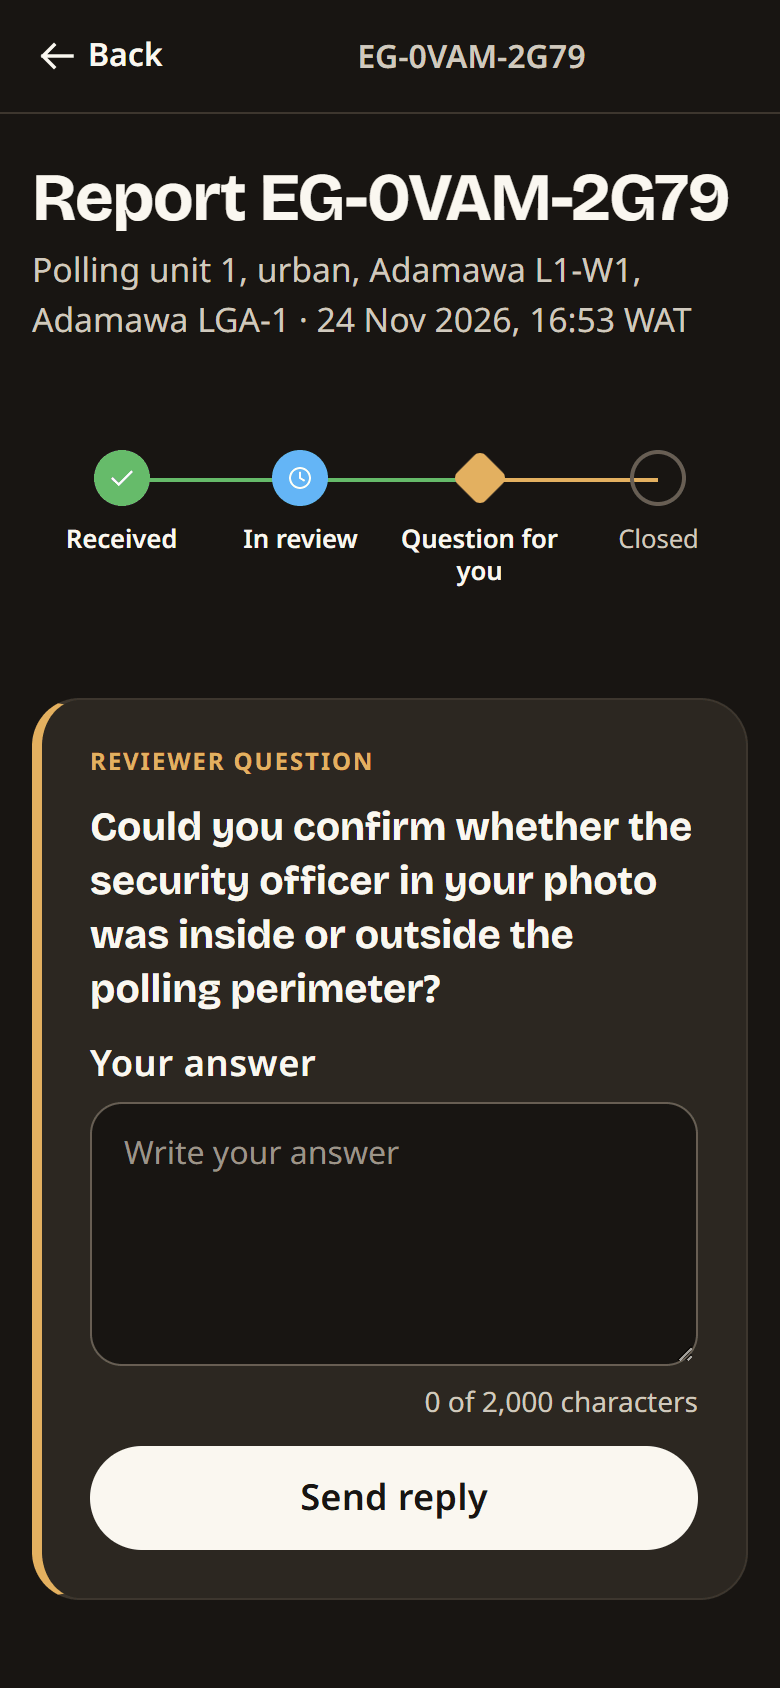 Back
EG-0VAM-2G79
Report EG-0VAM-2G79
Polling unit 1, urban, Adamawa L1-W1,
Adamawa LGA-1 · 24 Nov 2026, 16:53 WAT
Received
In review
Question for
you
Closed
REVIEWER QUESTION
Could you confirm whether the
security officer in your photo
was inside or outside the
polling perimeter?
Your answer
Write your answer
0 of 2,000 characters
Send reply